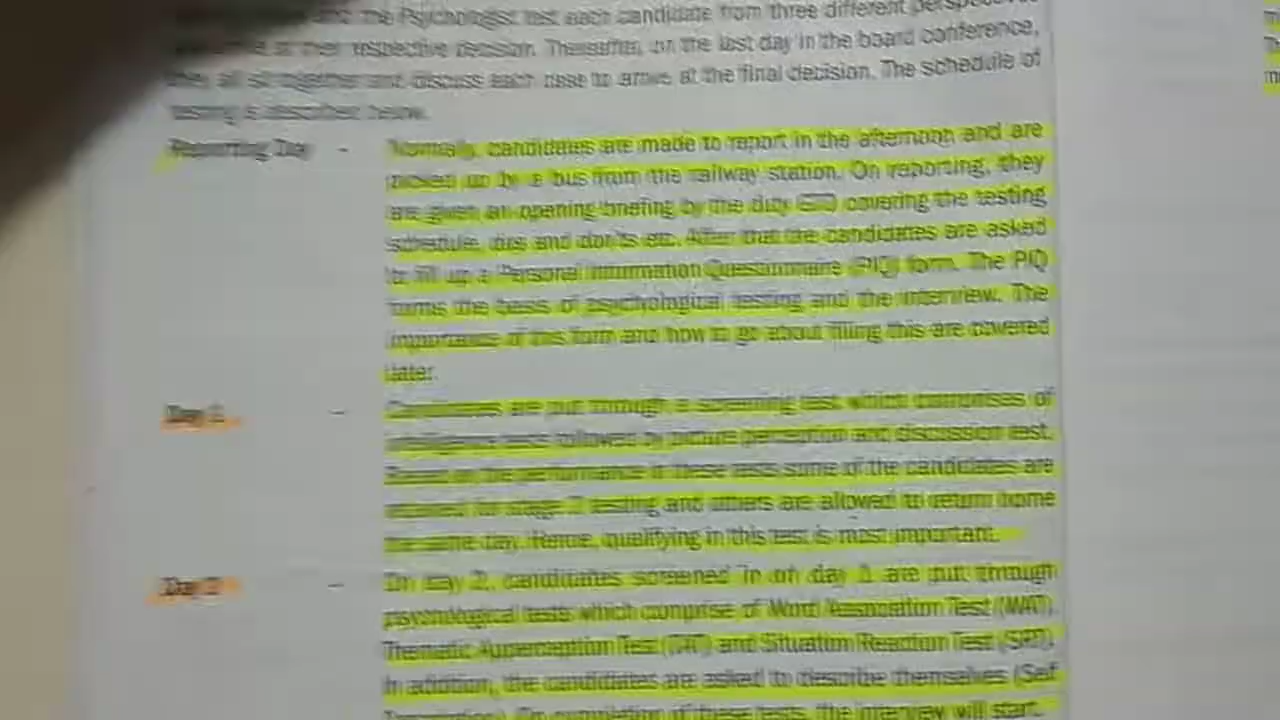 the Psychologist test each candidate from three different
at their respective decision. Thereafter, on the last day in the board conference,
they all sit together and discuss each case to arrive at the final decision. The schedule of
testing is described below.
Reporting Day - Normally, candidates are made to report in the afternoon and are
picked up by a bus from the railway station. On reporting, they
are given an opening briefing by the duty GTO covering the testing
schedule, dos and don'ts etc. After that the candidates are asked
to fill up a Personal Information Questionnaire (PIQ) form. The PIQ
forms the basis of psychological testing and the interview. The
importance of this form and how to go about filling this are covered
later.
Day 1 - Candidates are put through a screening test which comprises of
intelligence tests followed by picture perception and discussion test.
Based on the performance in these tests some of the candidates are
retained for stage II testing and others are allowed to return home
the same day. Hence, qualifying in this test is most important.
Day 2 - On day 2, candidates screened in on day 1 are put through
psychological tests which comprise of Word Association Test (WAT),
Thematic Apperception Test (TAT) and Situation Reaction Test (SRT).
In addition, the candidates are asked to describe themselves (Self
On completion of these tests, the interview will start.